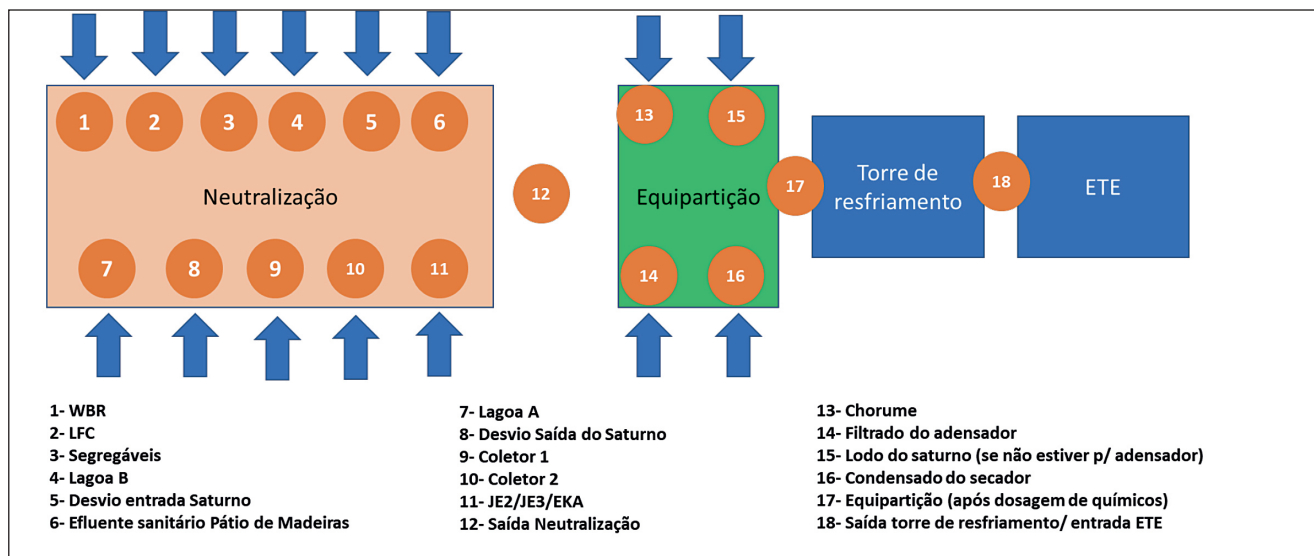 1
2
3
4
5
6
13
15
Neutralização
12
Equipartição
17
Torre de
resfriamento
18
ETE
7
8
9
10
11
14
16
1- WBR
2- LFC
3- Segregáveis
4- Lagoa B
5- Desvio entrada Saturno
6- Efluente sanitário Pátio de Madeiras
7- Lagoa A
8- Desvio Saída do Saturno
9- Coletor 1
10- Coletor 2
11- JE2/JE3/EKA
12- Saída Neutralização
13- Chorume
14- Filtrado do adensador
15- Lodo do saturno (se não estiver p/ adensador)
16- Condensado do secador
17- Equipartição (após dosagem de químicos)
18- Saída torre de resfriamento/ entrada ETE